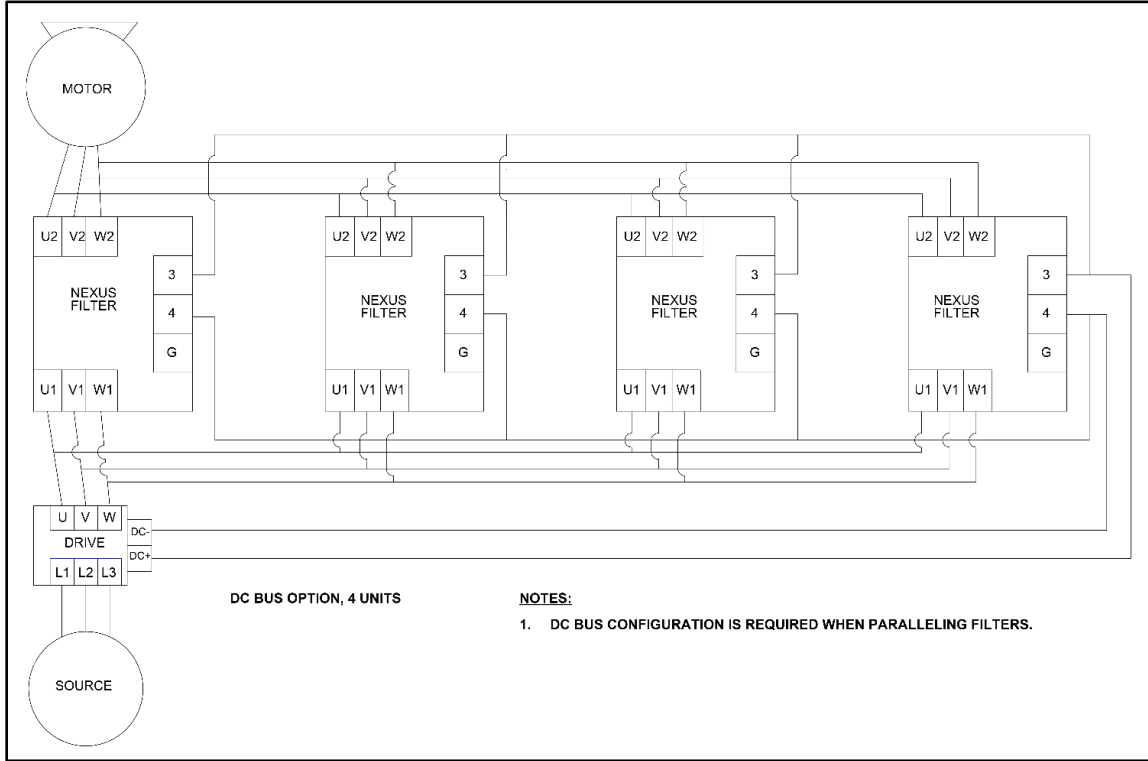 MOTOR
U2 V2 W2
3
NEXUS
FILTER
4
G
U1 V1 W1
U2 V2 W2
3
NEXUS
FILTER
4
G
U1 V1 W1
U2 V2 W2
3
NEXUS
FILTER
4
G
U1 V1 W1
U2 V2 W2
3
NEXUS
FILTER
4
G
U1 V1 W1
U V W
DC-
DRIVE
DC+
L1 L2 L3
SOURCE
DC BUS OPTION, 4 UNITS
NOTES:
1. DC BUS CONFIGURATION IS REQUIRED WHEN PARALLELING FILTERS.